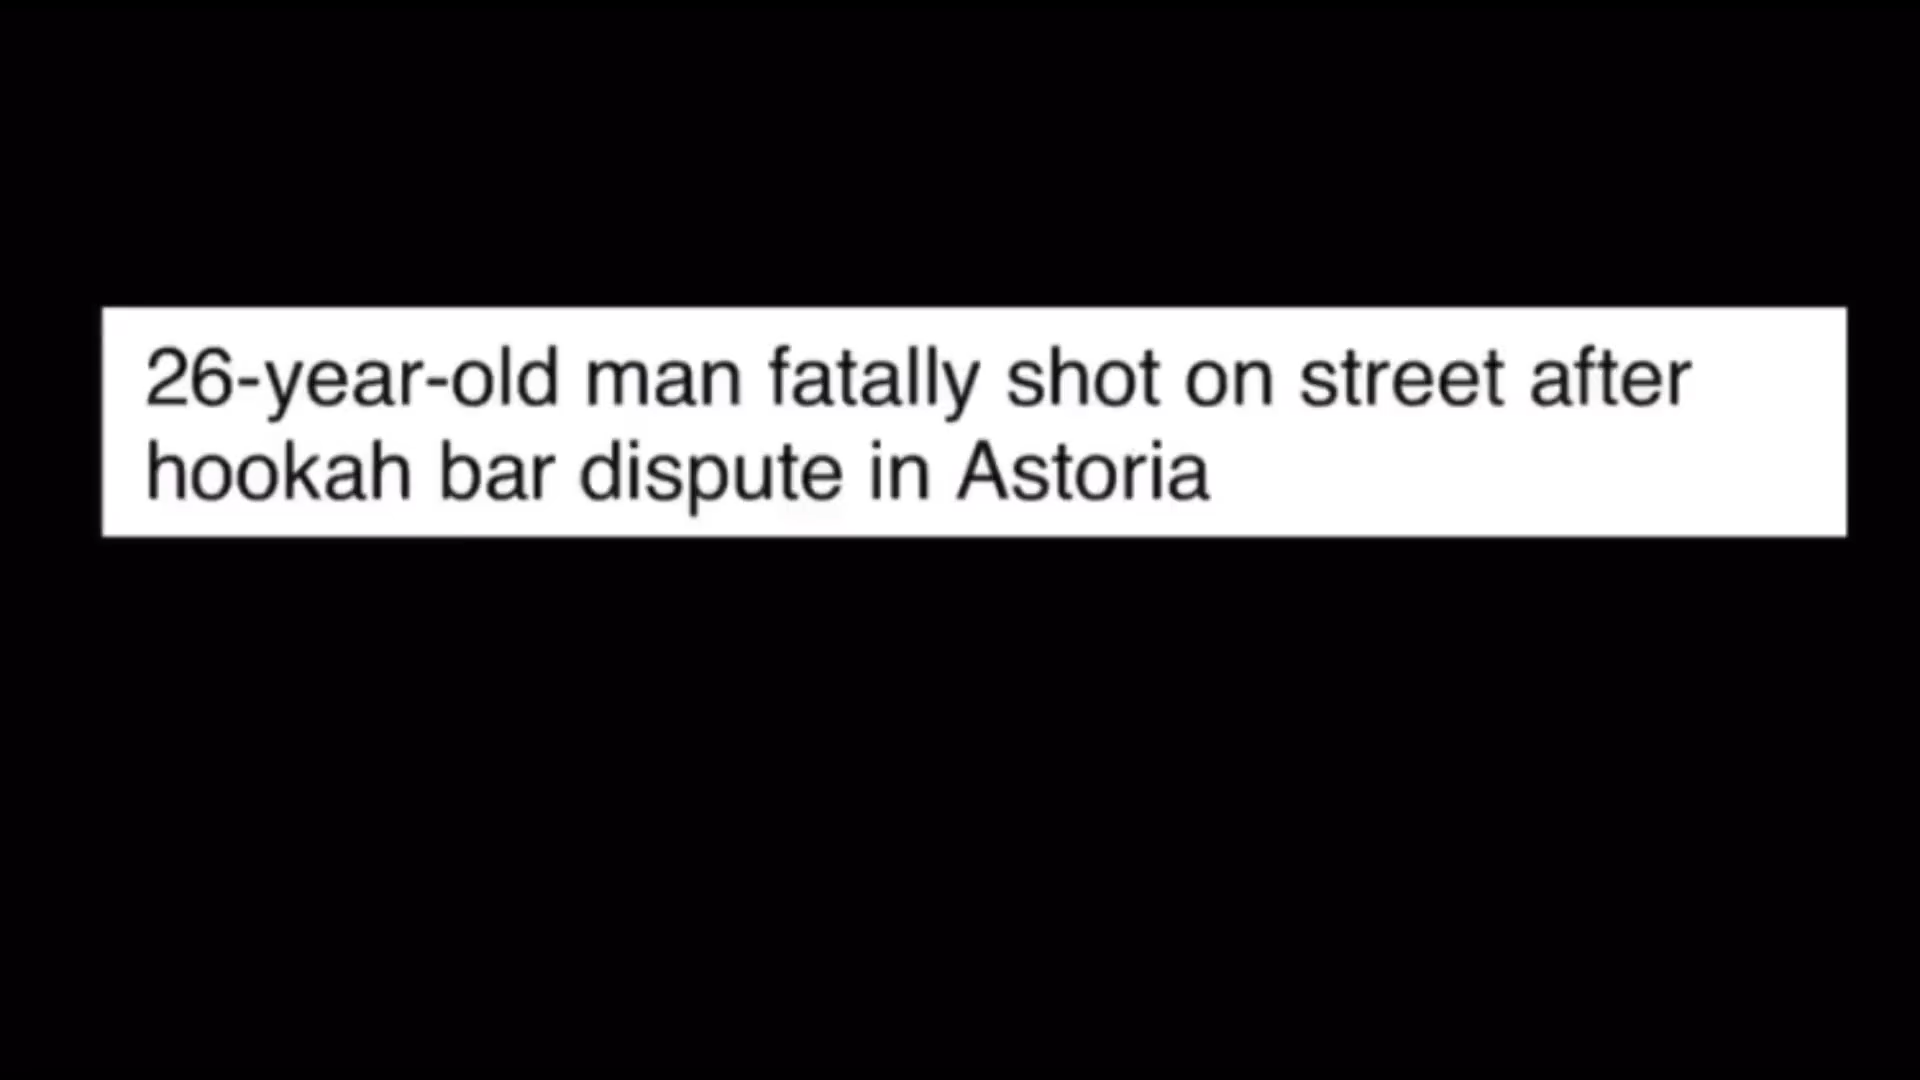 26-year-old man fatally shot on street after
hookah bar dispute in Astoria